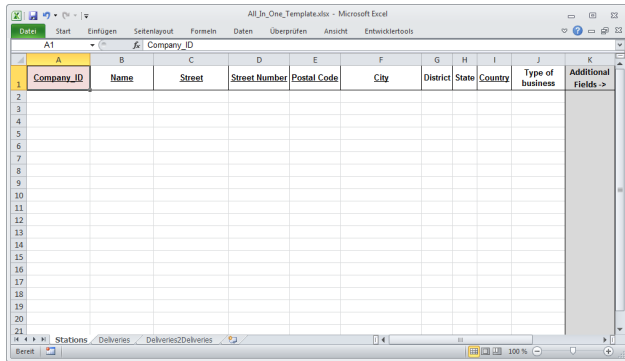 All_In_One_Template.xlsx - Microsoft Excel
Datei Start Einfügen Seitenlayout Formeln Daten Überprüfen Ansicht Entwicklertools
A1 fx Company_ID
A B C D E F G H I J K
1 Company_ID Name Street Street Number Postal Code City District State Country Type of business Additional Fields ->
2
3
4
5
6
7
8
9
10
11
12
13
14
15
16
17
18
19
20
21
Stations Deliveries Deliveries2Deliveries
Bereit 100 %